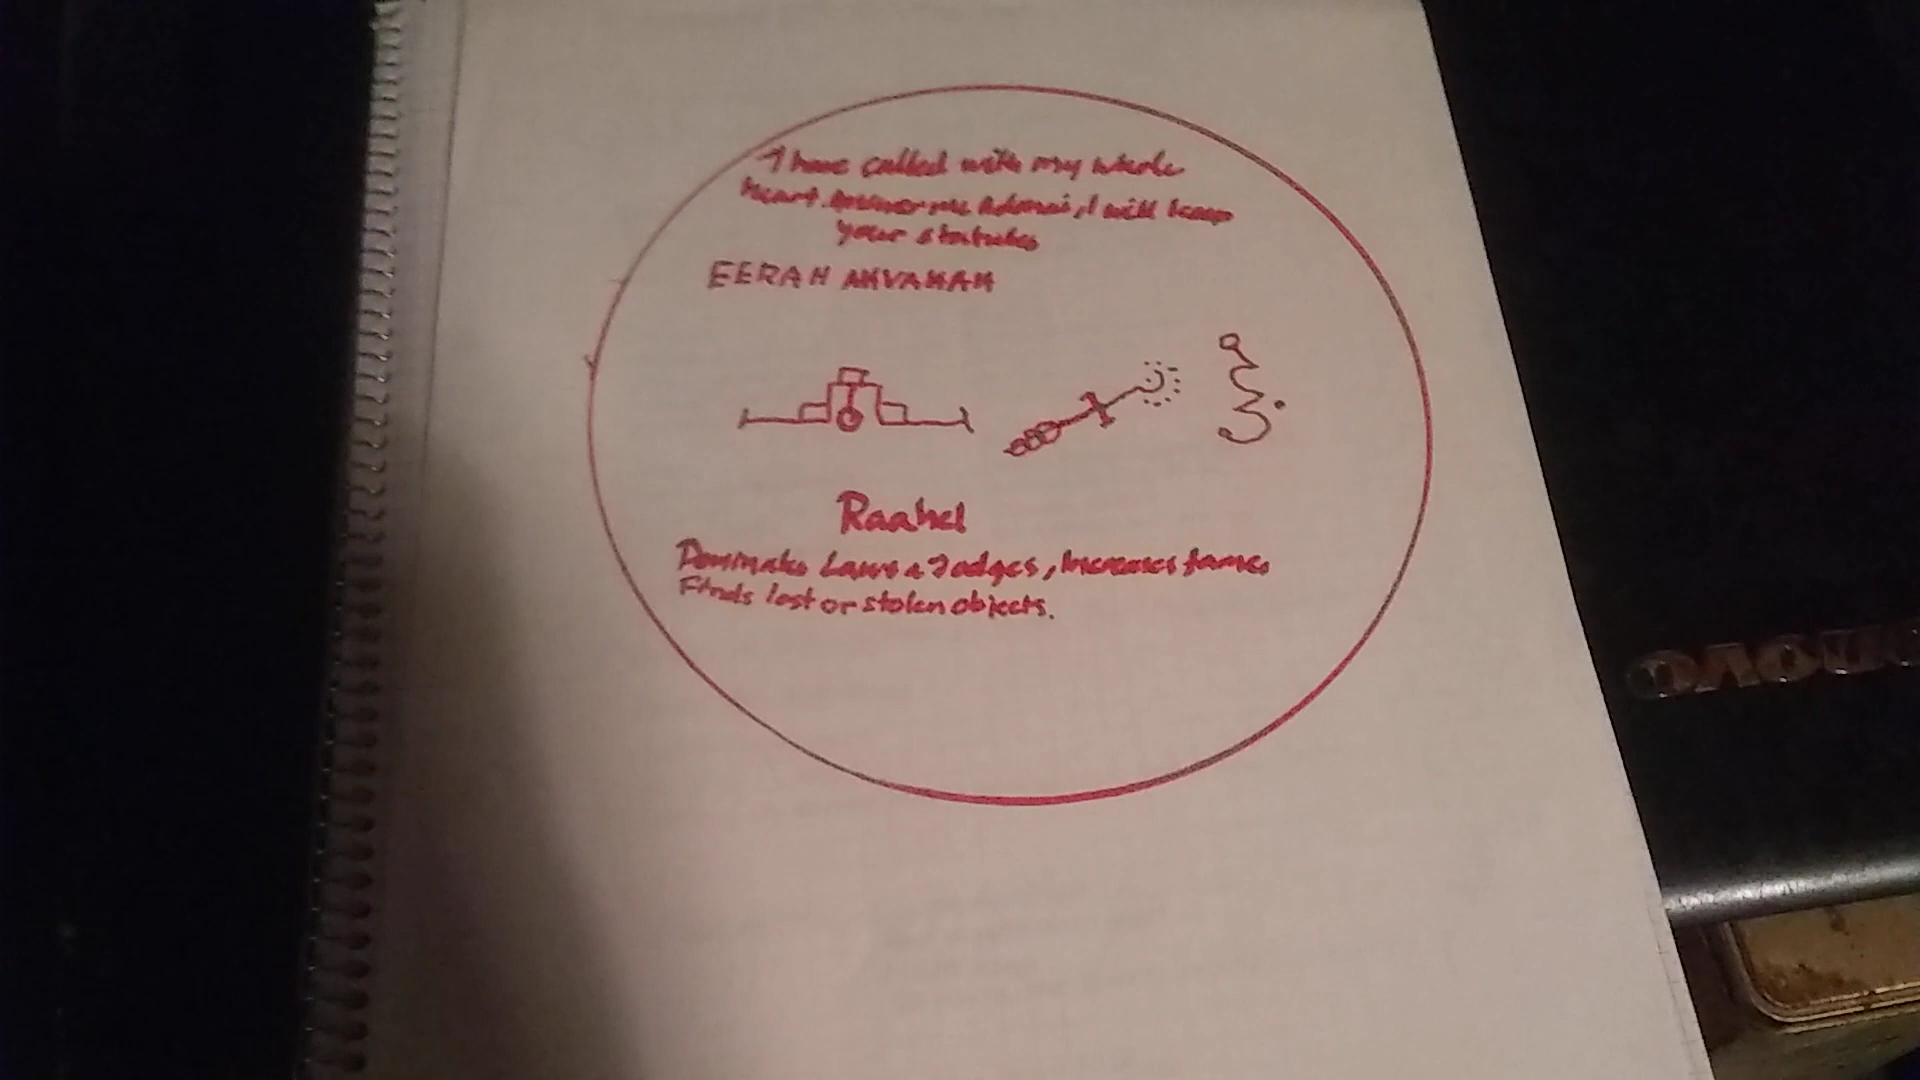 I have called with my whole
Heart. Answer me Adonai, I will keep
your statutes
EERAH AHVAHAH
Raahel
Dominates Laws & Judges, Increases fame,
Finds lost or stolen objects.